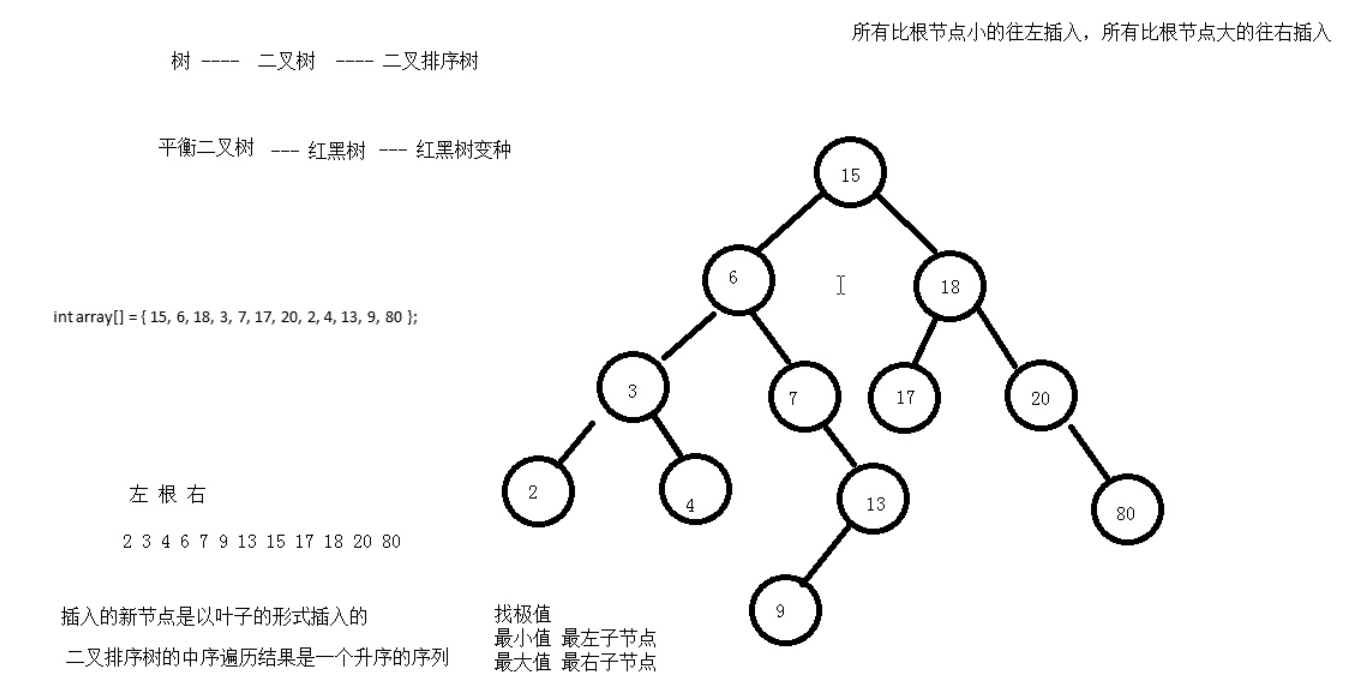 所有比根节点小的往左插入，所有比根节点大的往右插入
树 ---- 二叉树 ---- 二叉排序树
平衡二叉树 --- 红黑树 --- 红黑树变种
15
6
18
int array[] = { 15, 6, 18, 3, 7, 17, 20, 2, 4, 13, 9, 80 };
3
7
17
20
左 根 右
2
4
13
80
2 3 4 6 7 9 13 15 17 18 20 80
9
插入的新节点是以叶子的形式插入的
二叉排序树的中序遍历结果是一个升序的序列
找极值
最小值 最左子节点
最大值 最右子节点